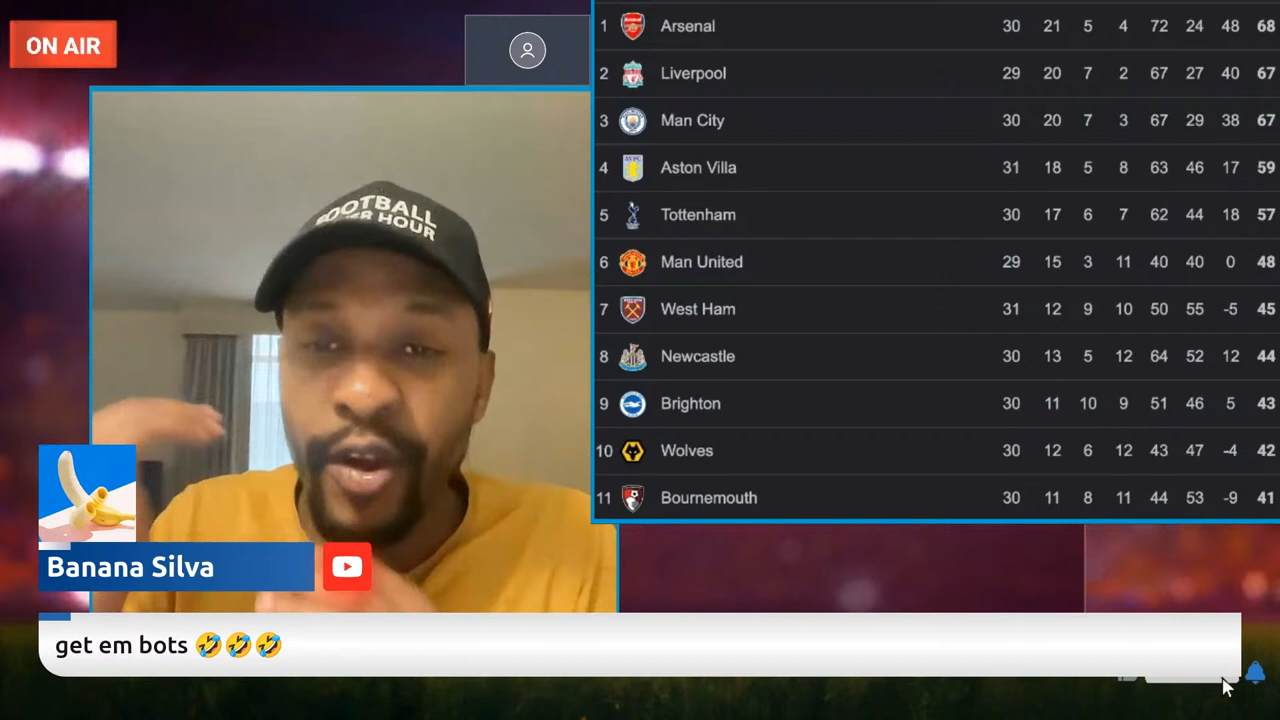 ON AIR
1 Arsenal 30 21 5 4 72 24 48 68
2 Liverpool 29 20 7 2 67 27 40 67
3 Man City 30 20 7 3 67 29 38 67
4 Aston Villa 31 18 5 8 63 46 17 59
5 Tottenham 30 17 6 7 62 44 18 57
6 Man United 29 15 3 11 40 40 0 48
7 West Ham 31 12 9 10 50 55 -5 45
8 Newcastle 30 13 5 12 64 52 12 44
9 Brighton 30 11 10 9 51 46 5 43
10 Wolves 30 12 6 12 43 47 -4 42
11 Bournemouth 30 11 8 11 44 53 -9 41
FOOTBALL
HOUR
Banana Silva
get em bots 🤣🤣🤣